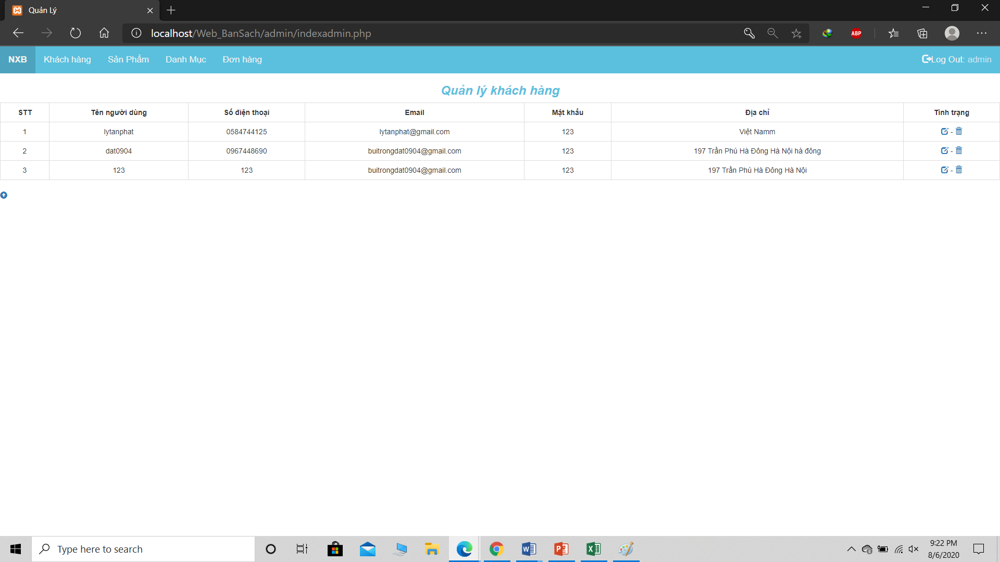 Quản Lý
localhost/Web_BanSach/admin/indexadmin.php
ABP
NXB Khách hàng Sản Phẩm Danh Mục Đơn hàng Log Out: admin
Quản lý khách hàng
STT Tên người dùng Số điện thoại Email Mật khẩu Địa chỉ Tình trạng
1 lytanphat 0584744125 lytanphat@gmail.com 123 Việt Namm -
2 dat0904 0967448690 buitrongdat0904@gmail.com 123 197 Trần Phú Hà Đông Hà Nội hà đông -
3 123 123 buitrongdat0904@gmail.com 123 197 Trần Phú Hà Đông Hà Nội -
Type here to search
9:22 PM
8/6/2020